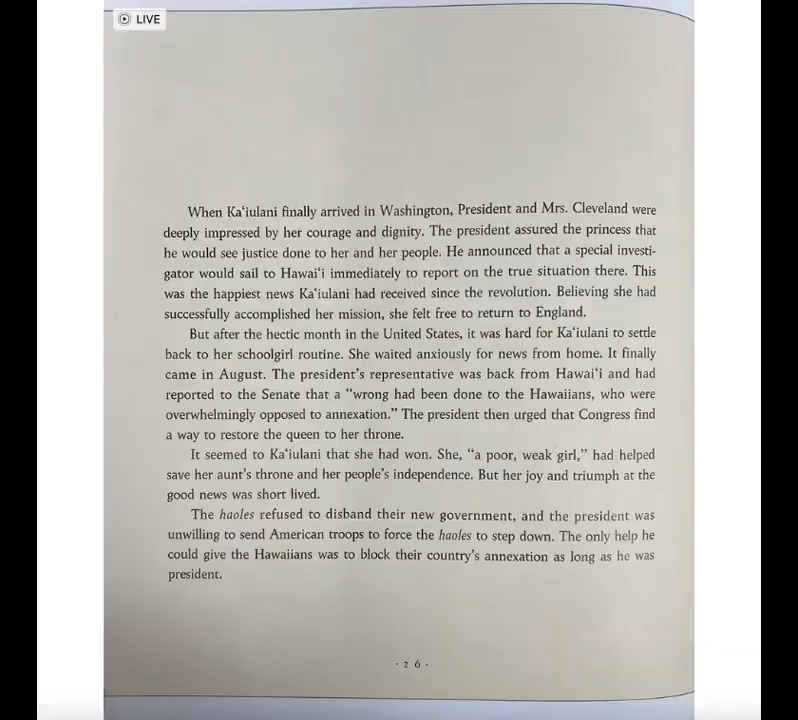 LIVE
When Ka‘iulani finally arrived in Washington, President and Mrs. Cleveland were
deeply impressed by her courage and dignity. The president assured the princess that
he would see justice done to her and her people. He announced that a special investi-
gator would sail to Hawai‘i immediately to report on the true situation there. This
was the happiest news Ka‘iulani had received since the revolution. Believing she had
successfully accomplished her mission, she felt free to return to England.
But after the hectic month in the United States, it was hard for Ka‘iulani to settle
back to her schoolgirl routine. She waited anxiously for news from home. It finally
came in August. The president’s representative was back from Hawai‘i and had
reported to the Senate that a “wrong had been done to the Hawaiians, who were
overwhelmingly opposed to annexation.” The president then urged that Congress find
a way to restore the queen to her throne.
It seemed to Ka‘iulani that she had won. She, “a poor, weak girl,” had helped
save her aunt’s throne and her people’s independence. But her joy and triumph at the
good news was short lived.
The haoles refused to disband their new government, and the president was
unwilling to send American troops to force the haoles to step down. The only help he
could give the Hawaiians was to block their country’s annexation as long as he was
president.
· 2 6 ·